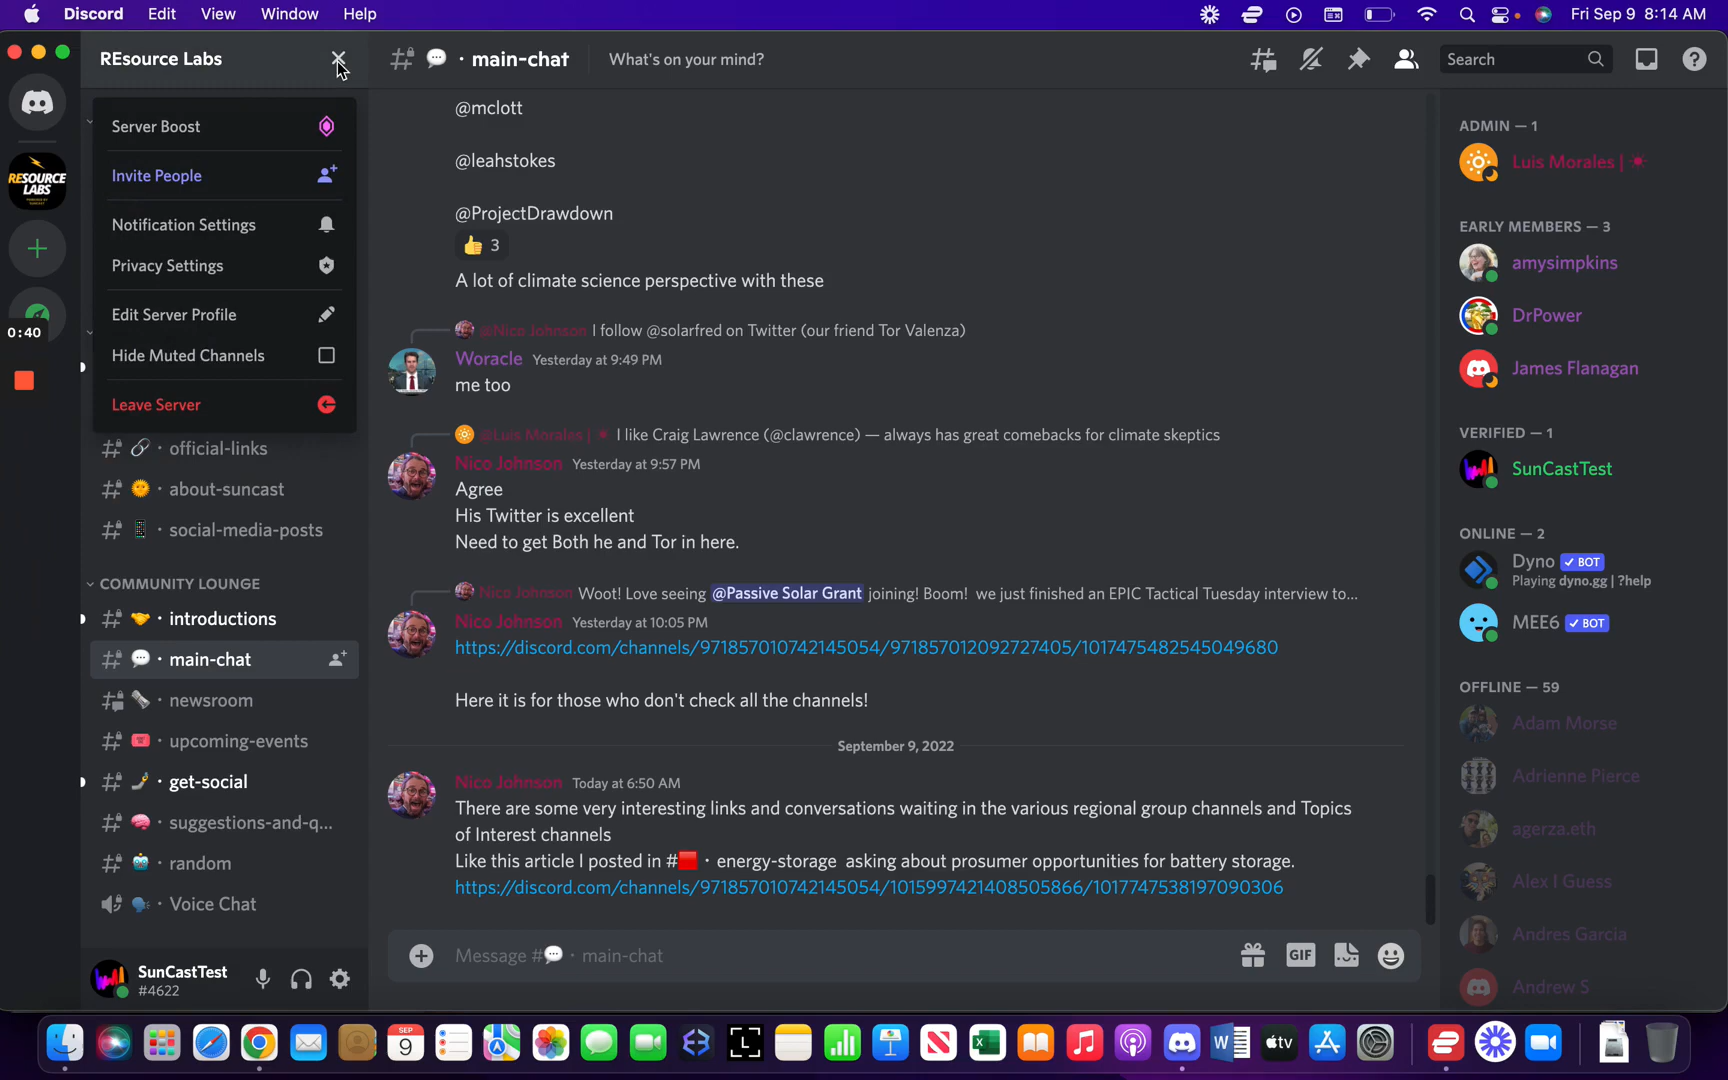 Discord Edit View Window Help
Fri Sep 9 8:14 AM
REsource Labs
RESOURCE
LABS
0:40
Server Boost
Invite People
Notification Settings
Privacy Settings
Edit Server Profile
Hide Muted Channels
Leave Server
official-links
about-suncast
social-media-posts
COMMUNITY LOUNGE
introductions
main-chat
newsroom
upcoming-events
get-social
suggestions-and-q...
random
Voice Chat
SunCastTest
#4622
# 💬 · main-chat What's on your mind?
Search
@mclott
@leahstokes
@ProjectDrawdown
👍 3
A lot of climate science perspective with these
@Nico Johnson I follow @solarfred on Twitter (our friend Tor Valenza)
Woracle Yesterday at 9:49 PM
me too
@Luis Morales | ☀ I like Craig Lawrence (@clawrence) — always has great comebacks for climate skeptics
Nico Johnson Yesterday at 9:57 PM
Agree
His Twitter is excellent
Need to get Both he and Tor in here.
Nico Johnson Woot! Love seeing @Passive Solar Grant joining! Boom! we just finished an EPIC Tactical Tuesday interview to...
Nico Johnson Yesterday at 10:05 PM
https://discord.com/channels/971857010742145054/971857012092727405/1017475482545049680
Here it is for those who don't check all the channels!
September 9, 2022
Nico Johnson Today at 6:50 AM
There are some very interesting links and conversations waiting in the various regional group channels and Topics
of Interest channels
Like this article I posted in #🟥 · energy-storage asking about prosumer opportunities for battery storage.
https://discord.com/channels/971857010742145054/1015997421408505866/1017747538197090306
Message #💬 · main-chat
GIF
ADMIN — 1
Luis Morales | ☀
EARLY MEMBERS — 3
amysimpkins
DrPower
James Flanagan
VERIFIED — 1
SunCastTest
ONLINE — 2
Dyno ✓ BOT
Playing dyno.gg | ?help
MEE6 ✓ BOT
OFFLINE — 59
Adam Morse
Adrienne Pierce
agerza.eth
Alex I Guess
Andres Garcia
Andrew S
SEP
9
L
N
X
W
tv